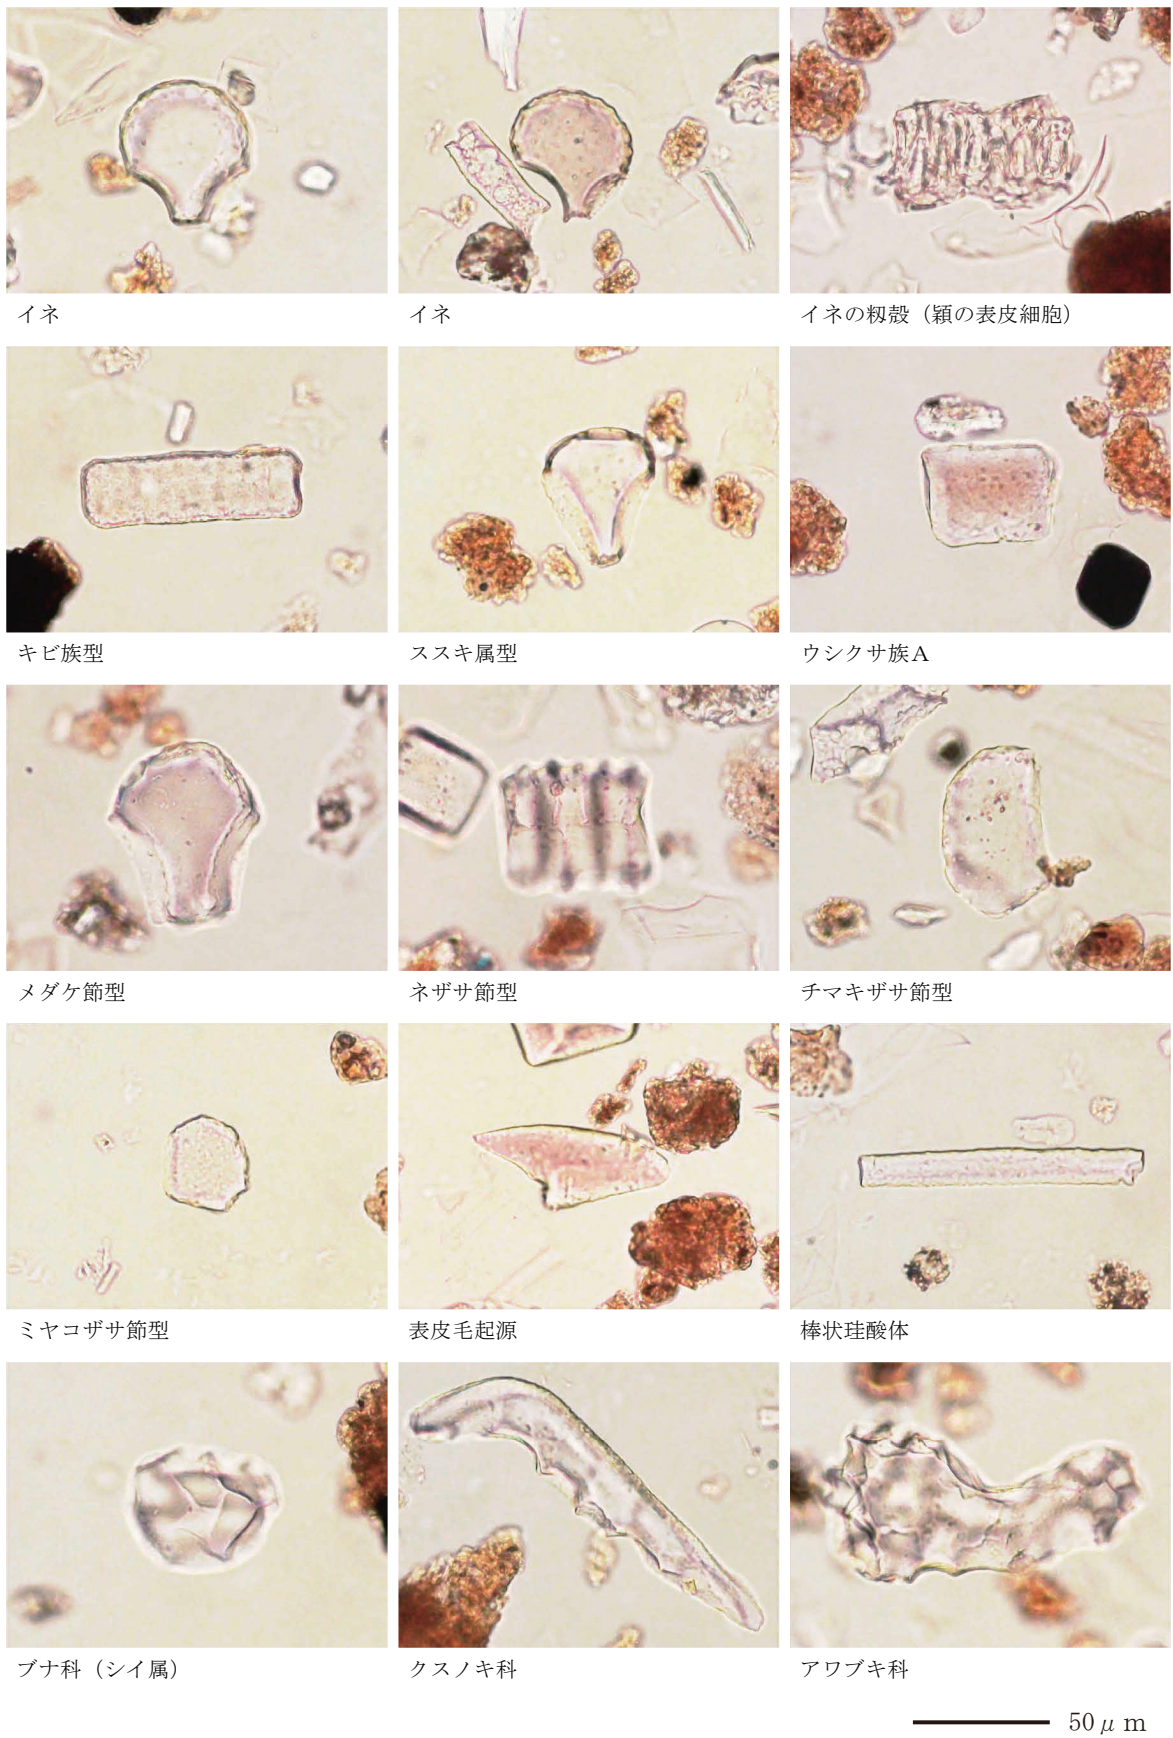 イネ
イネ
イネの籾殻（穎の表皮細胞）
キビ族型
ススキ属型
ウシクサ族A
メダケ節型
ネザサ節型
チマキザサ節型
ミヤコザサ節型
表皮毛起源
棒状珪酸体
ブナ科（シイ属）
クスノキ科
アワブキ科
50μm